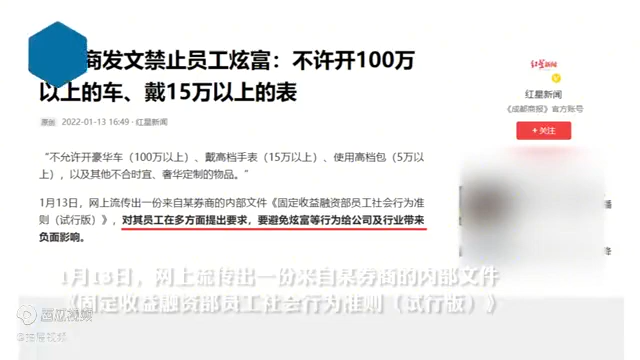 商发文禁止员工炫富：不许开100万
以上的车、戴15万以上的表
原创 2022-01-13 16:49・红星新闻
“不允许开豪华车（100万以上）、戴高档手表（15万以上）、使用高档包（5万以
上），以及其他不合时宜、奢华定制的物品。”
1月13日，网上流传出一份来自某券商的内部文件《固定收益融资部员工社会行为准
则（试行版）》，对其员工在多方面提出要求，要避免炫富等行为给公司及行业带来
负面影响。
红星新闻
红星新闻
《成都商报》官方账号
+ 关注
1月13日，网上流传出一份来自某券商的内部文件
《固定收益融资部员工社会行为准则（试行版）》
西瓜视频